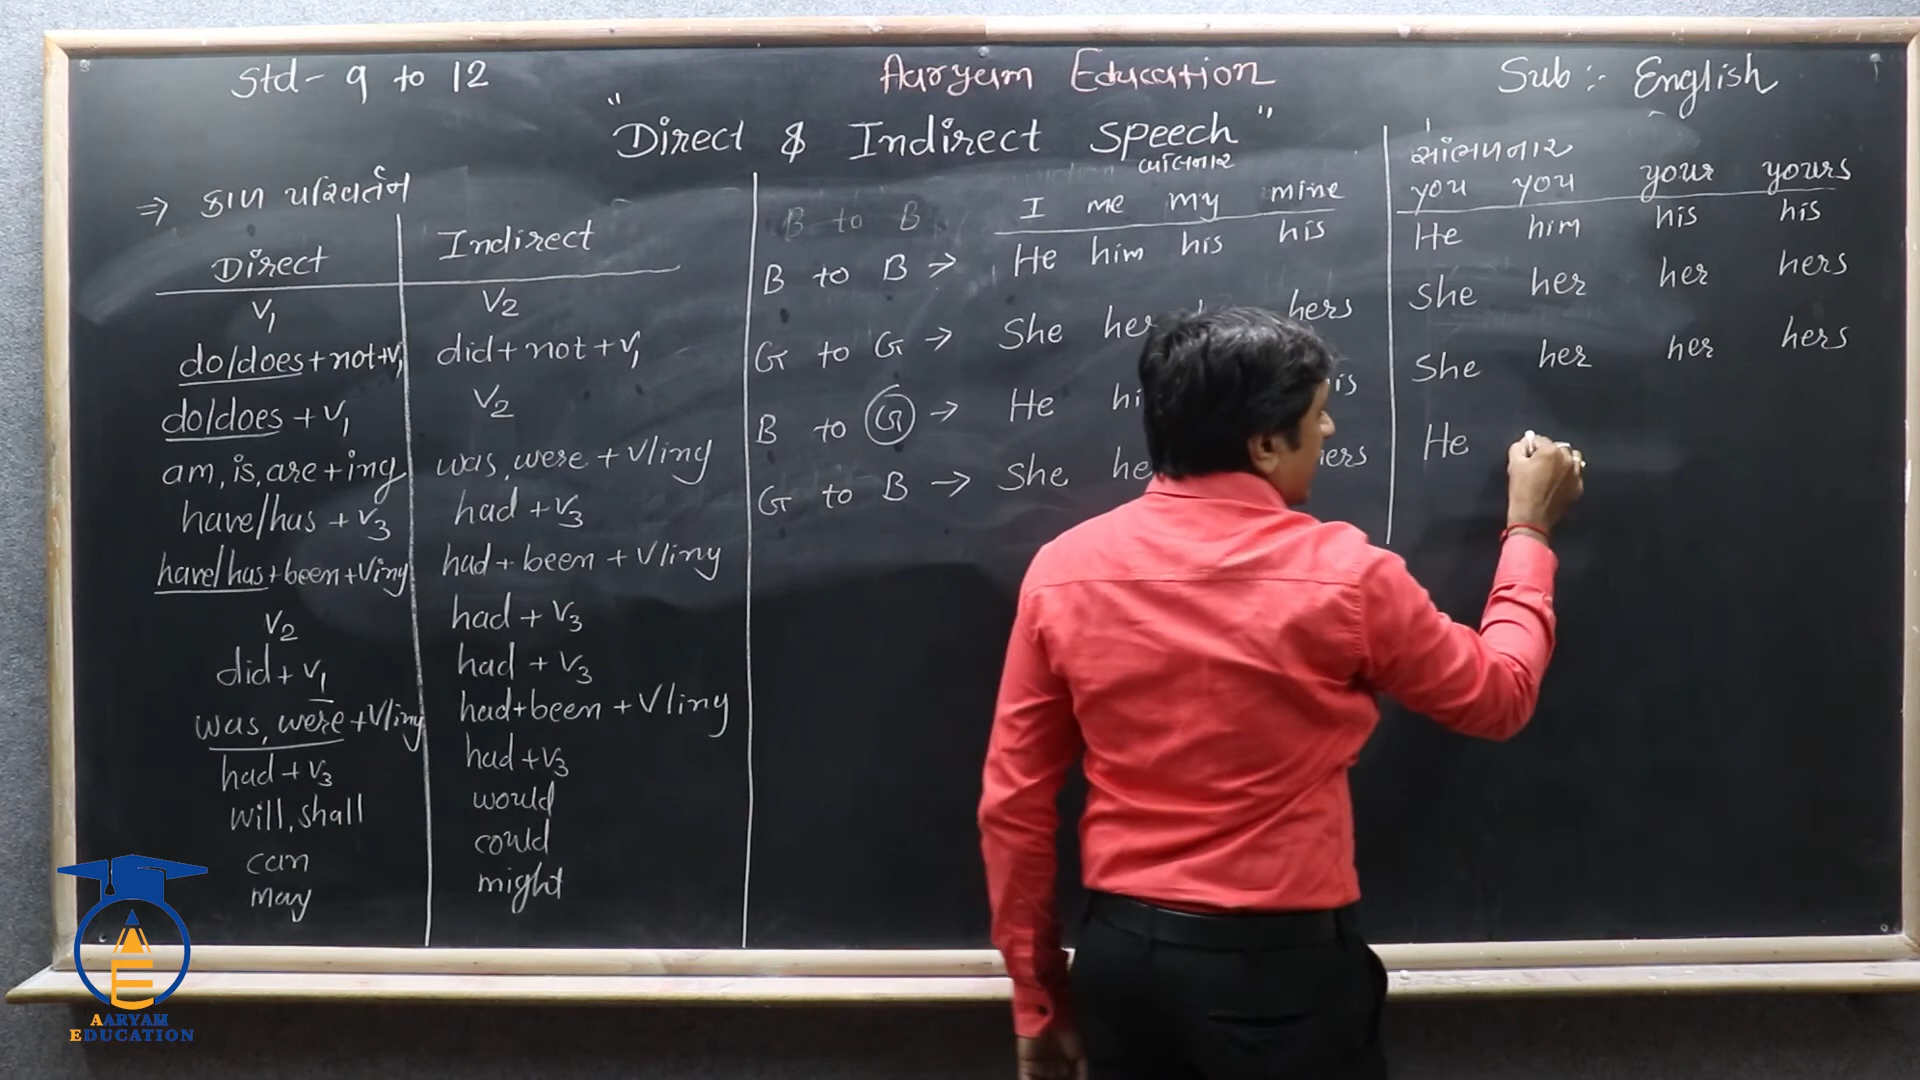 Std- 9 to 12
Aaryam Education
Sub :- English
"Direct & Indirect Speech"
⇒ કાળ પરિવર્તન
Direct Indirect
V1 V2
do/does+not+V1 did+not+V1
do/does + V1 V2
am, is, are + ing was, were + V/ing
have/has + V3 had + V3
have/has+been+Ving had + been + V/ing
V2 had + V3
did + V1 had + V3
was, were + V/ing had+been + V/ing
had + V3 had + V3
will, shall would
can could
may might
બોલનાર
I me my mine
B to B
B to B → He him his his
G to G → She her hers
B to G → He
G to B → She
સાંભળનાર
you you your yours
He him his his
She her her hers
She her her hers
He
AARYAM
EDUCATION